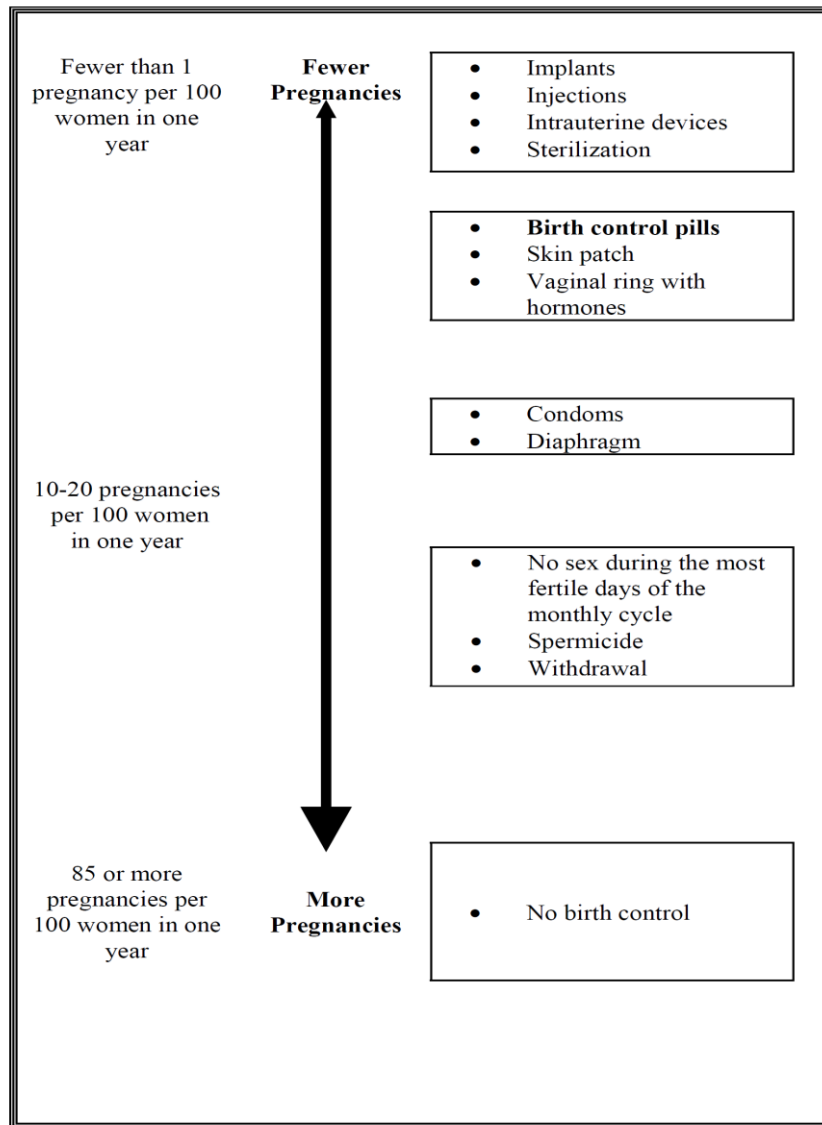 Fewer than 1
pregnancy per 100
women in one
year
Fewer
Pregnancies
• Implants
• Injections
• Intrauterine devices
• Sterilization
• Birth control pills
• Skin patch
• Vaginal ring with
hormones
• Condoms
• Diaphragm
10-20 pregnancies
per 100 women
in one year
• No sex during the most
fertile days of the
monthly cycle
• Spermicide
• Withdrawal
85 or more
pregnancies per
100 women in one
year
More
Pregnancies
• No birth control